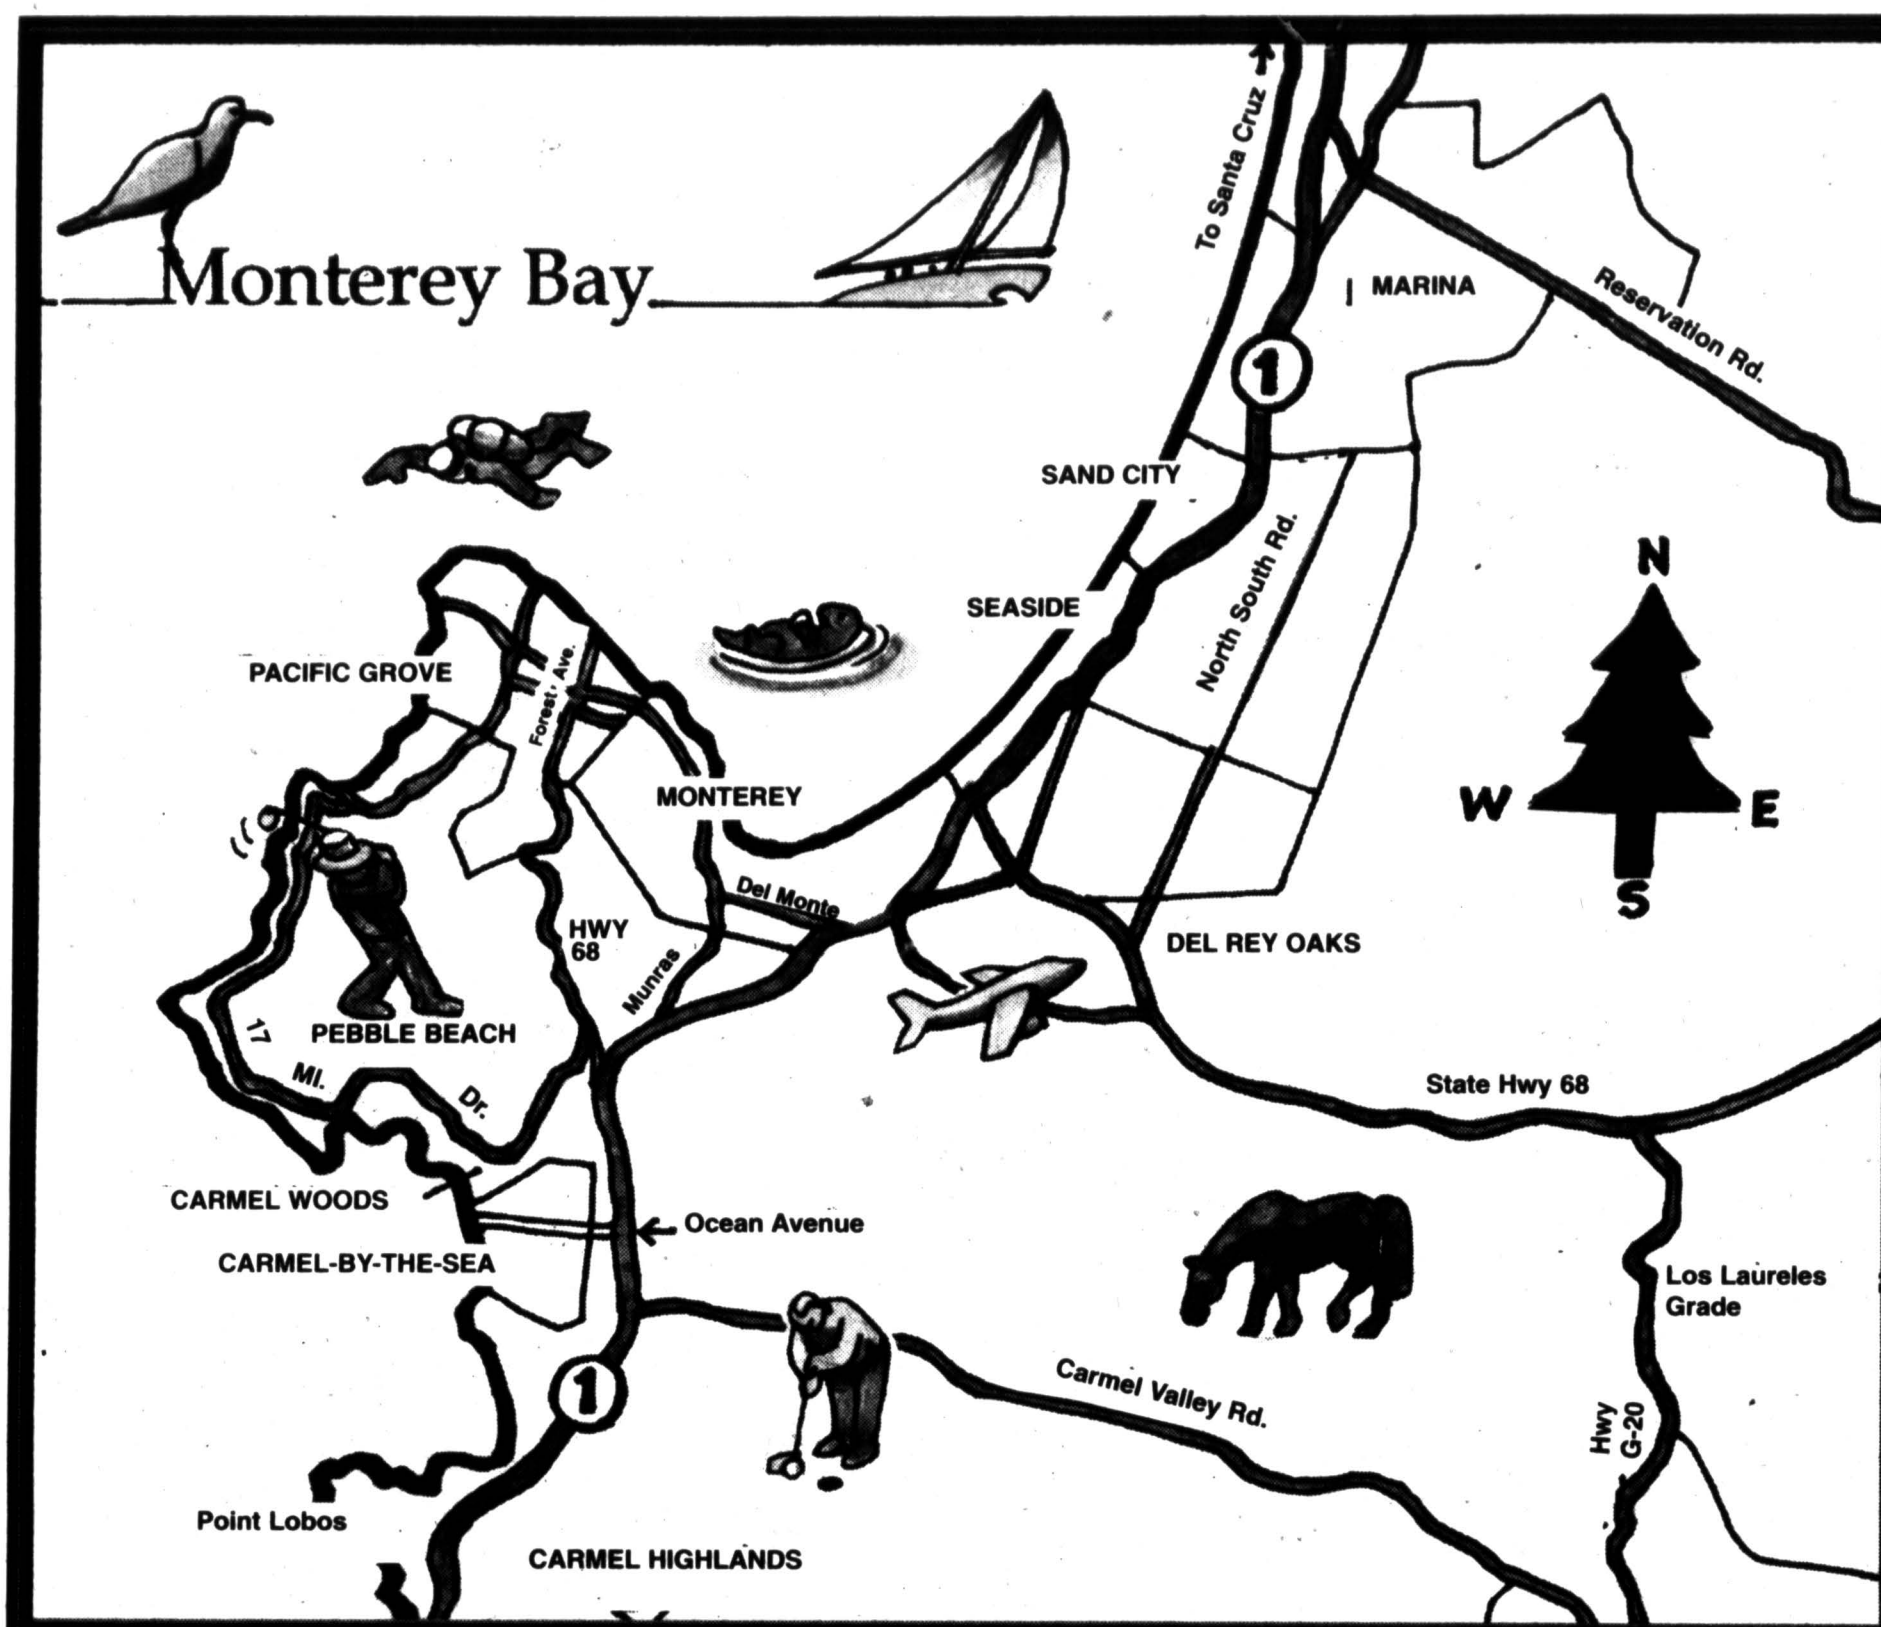 To Santa Cruz
Monterey Bay
MARINA
Reservation Rd.
1
SAND CITY
North South Rd.
SEASIDE
N
W
E
S
PACIFIC GROVE
Forest Ave.
MONTEREY
Del Monte
HWY
68
Munras
DEL REY OAKS
17
MI.
Dr.
PEBBLE BEACH
State Hwy 68
CARMEL WOODS
Ocean Avenue
CARMEL-BY-THE-SEA
Los Laureles
Grade
1
Carmel Valley Rd.
Hwy
G-20
Point Lobos
CARMEL HIGHLANDS